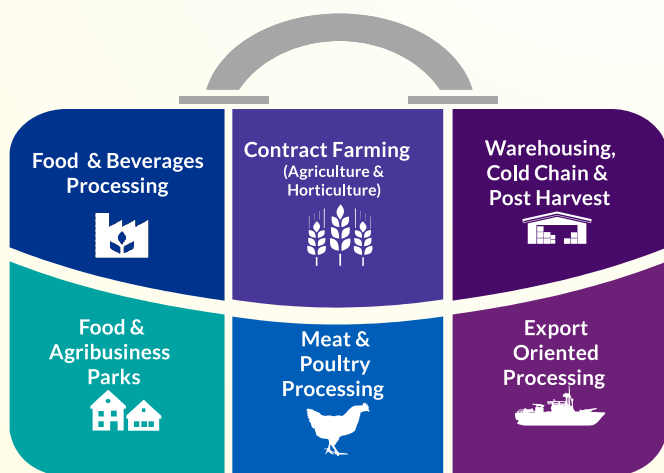 Food & Beverages
Processing
Contract Farming
(Agriculture &
Horticulture)
Warehousing,
Cold Chain &
Post Harvest
Food &
Agribusiness
Parks
Meat &
Poultry
Processing
Export
Oriented
Processing